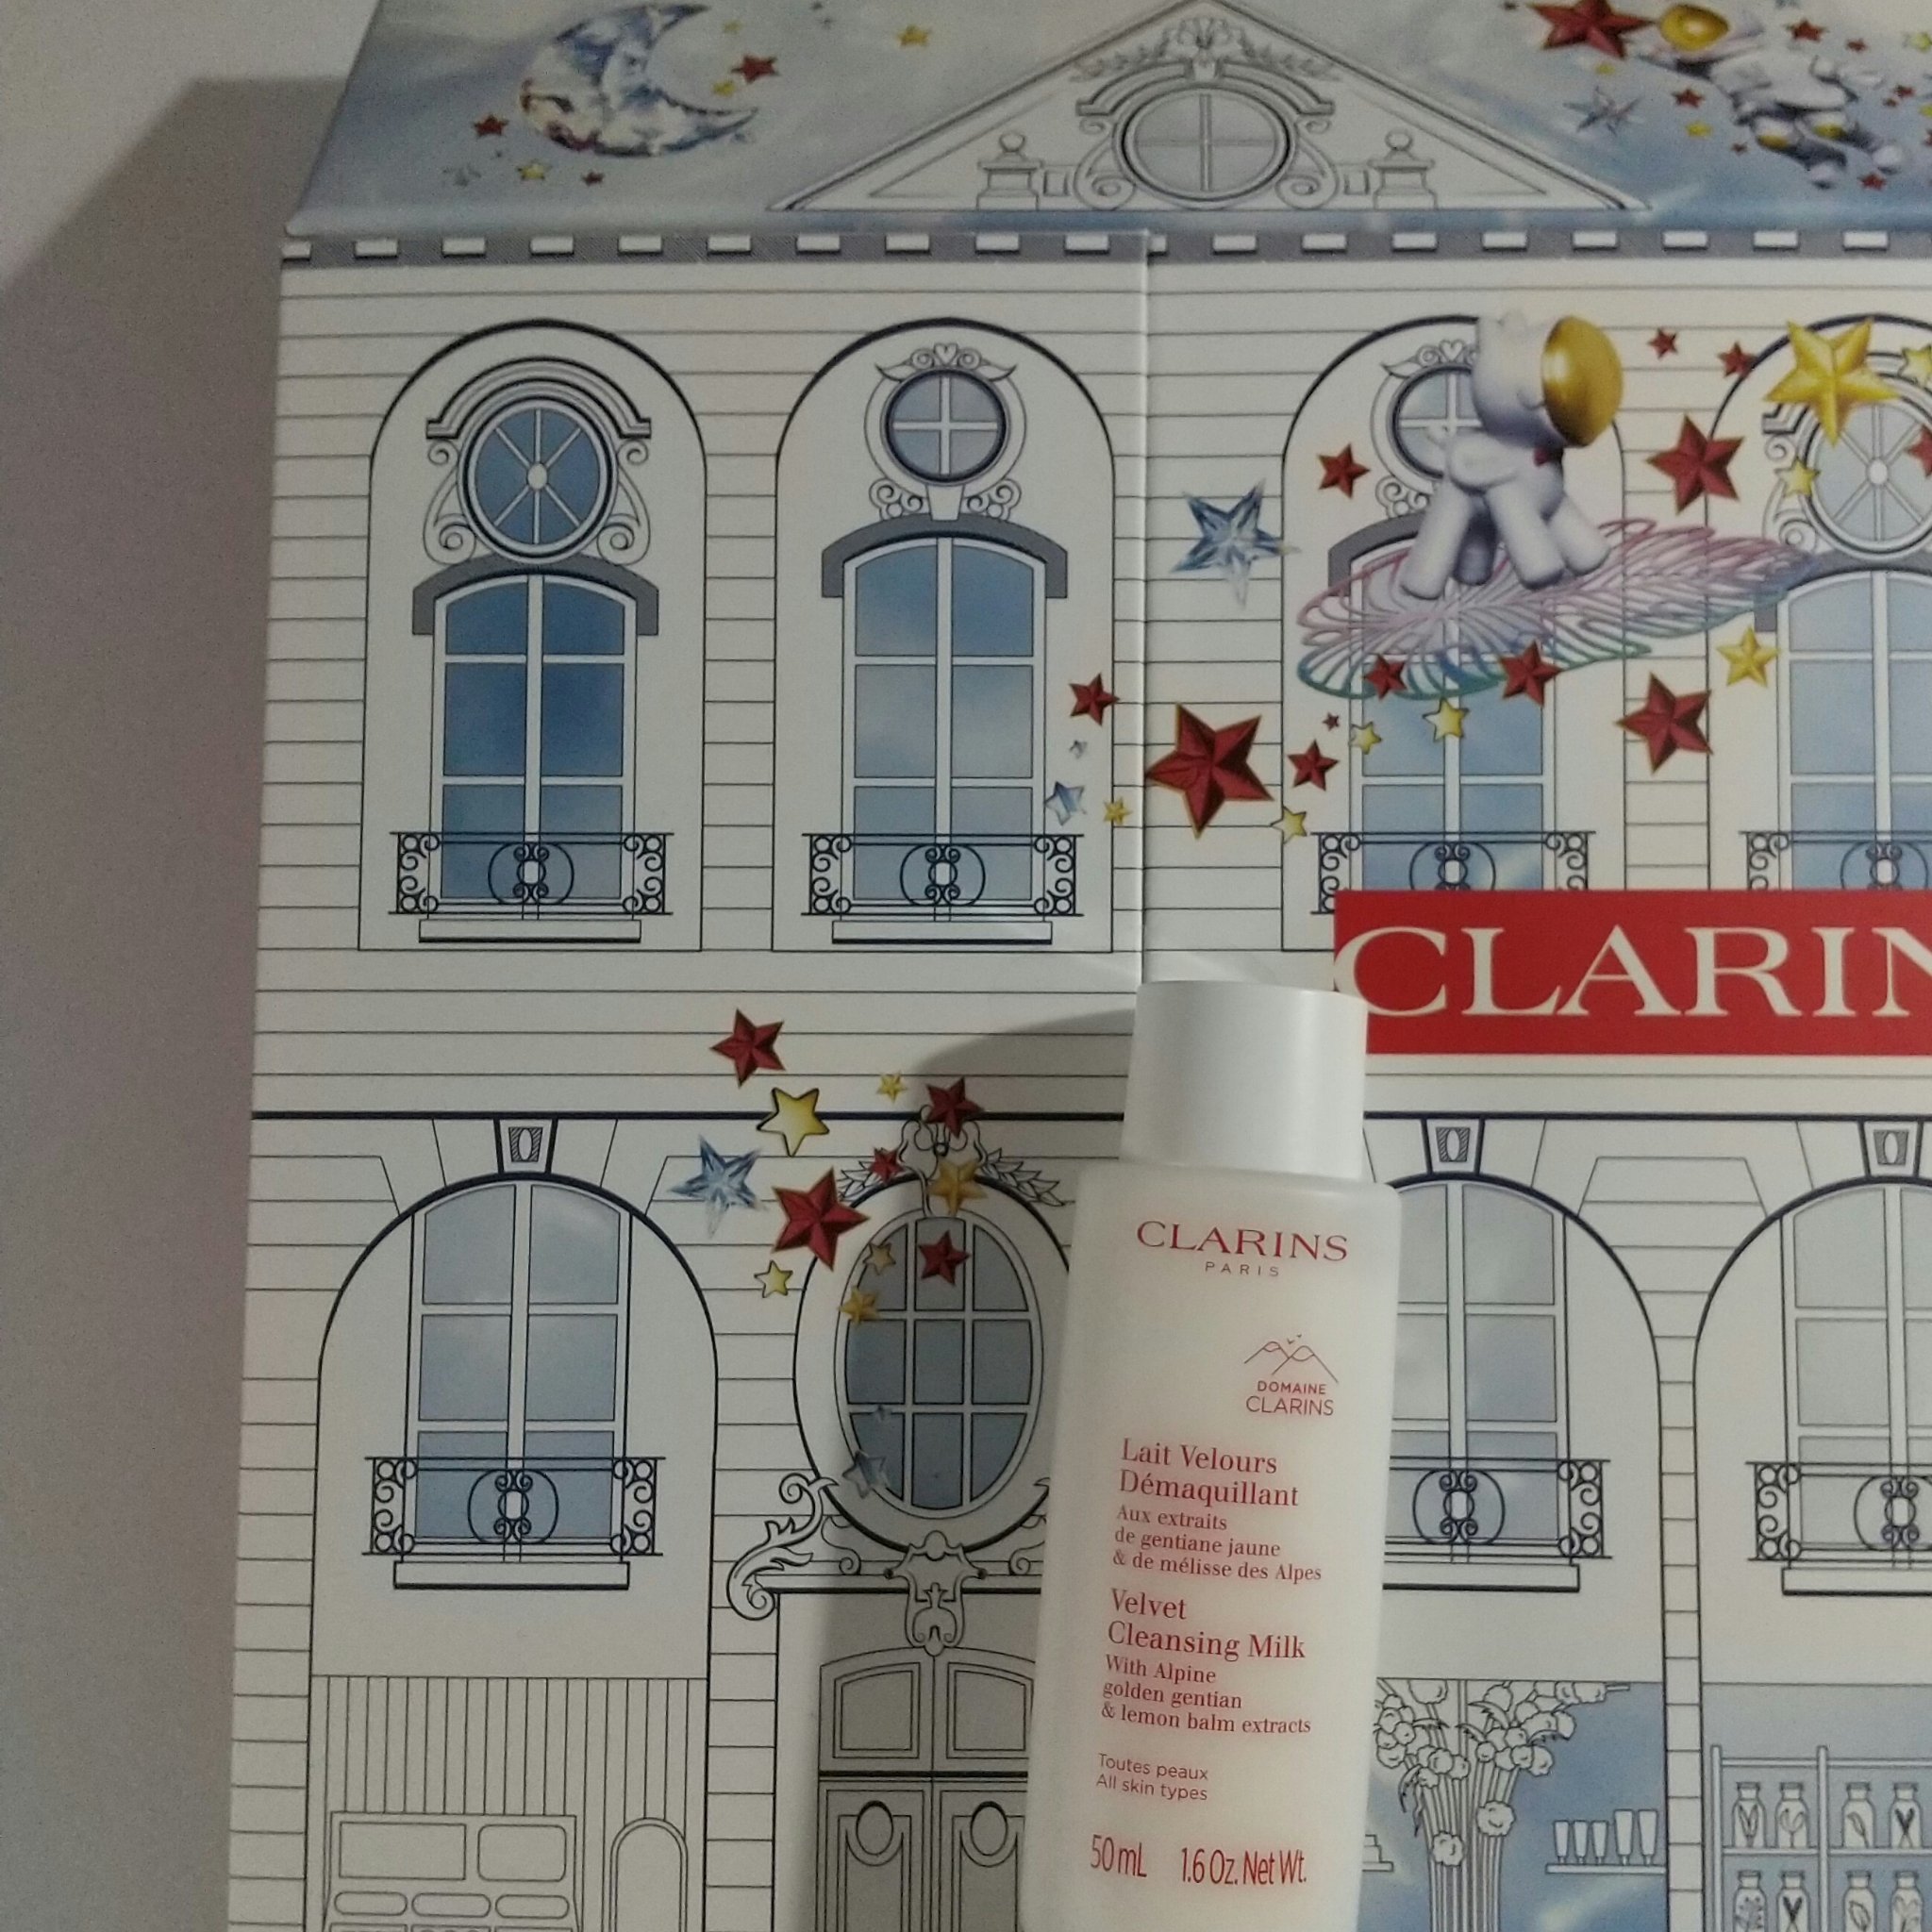 CLARIN
CLARINS
PARIS
DOMAINE
CLARINS
Lait Velours
Démaquillant
Aux extraits
de gentiane jaune
& de mélisse des Alpes
Velvet
Cleansing Milk
With Alpine
golden gentian
& lemon balm extracts
Toutes peaux
All skin types
50 mL 1.6 Oz. Net Wt.